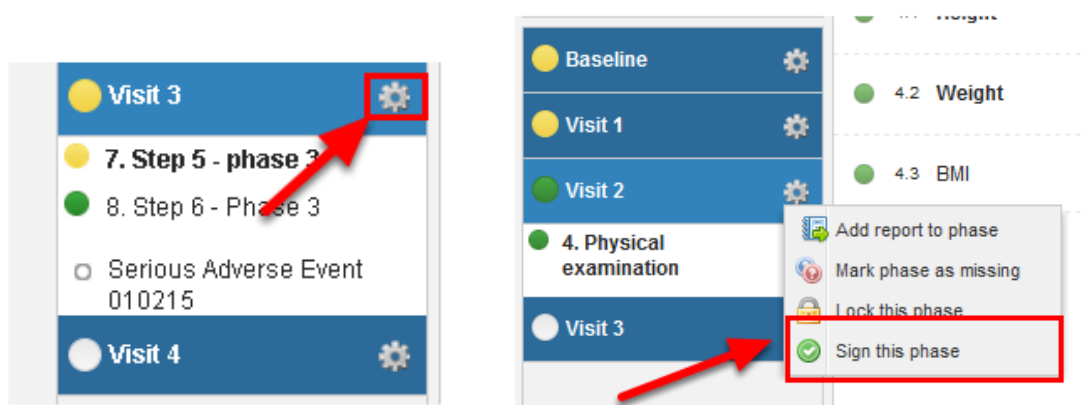 Visit 3
7. Step 5 - phase 3
8. Step 6 - Phase 3
Serious Adverse Event
010215
Visit 4
Baseline
Visit 1
Visit 2
4. Physical
examination
Visit 3
4.2 Weight
4.3 BMI
Add report to phase
Mark phase as missing
Lock this phase
Sign this phase